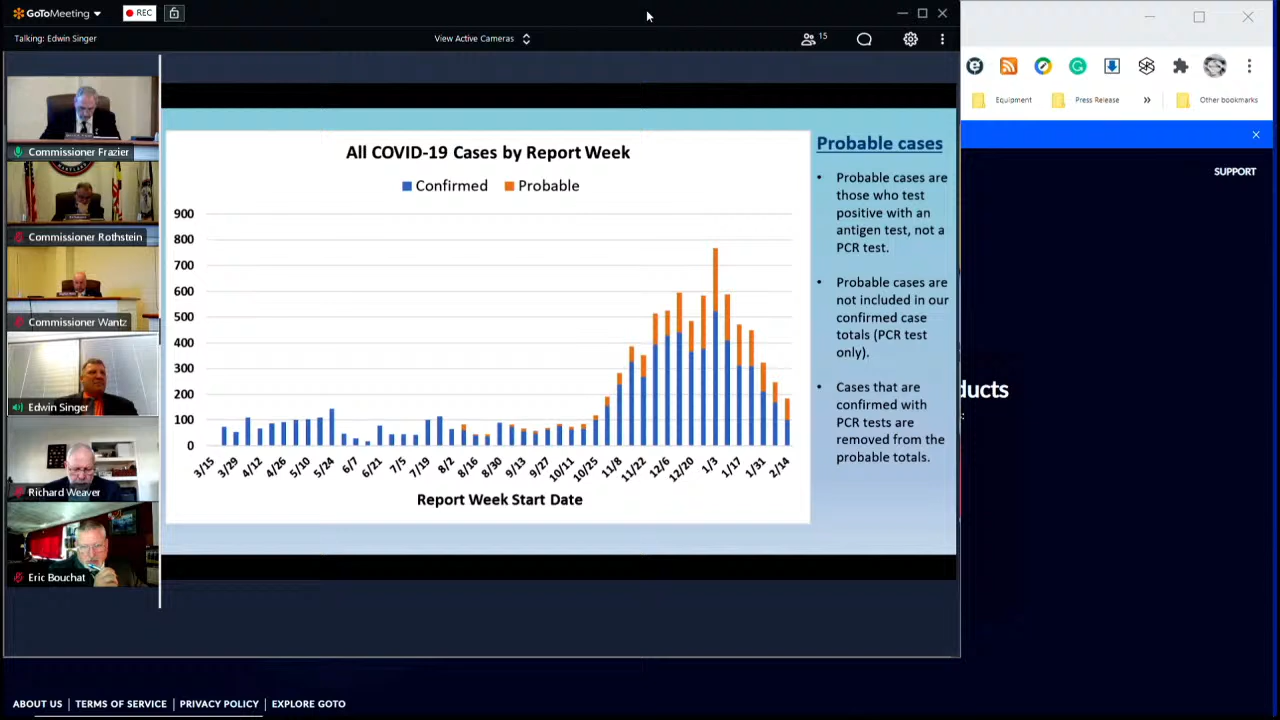 GoToMeeting
REC
Talking: Edwin Singer
View Active Cameras
15
Commissioner Frazier
Commissioner Rothstein
Commissioner Wantz
Edwin Singer
Richard Weaver
Eric Bouchat
All COVID-19 Cases by Report Week
Confirmed
Probable
900
800
700
600
500
400
300
200
100
0
3/15
3/29
4/12
4/26
5/10
5/24
6/7
6/21
7/5
7/19
8/2
8/16
8/30
9/13
9/27
10/11
10/25
11/8
11/22
12/6
12/20
1/3
1/17
1/31
2/14
Report Week Start Date
Probable cases
• Probable cases are
those who test
positive with an
antigen test, not a
PCR test.
• Probable cases are
not included in our
confirmed case
totals (PCR test
only).
• Cases that are
confirmed with
PCR tests are
removed from the
probable totals.
Equipment
Press Release
»
Other bookmarks
SUPPORT
ducts
ABOUT US | TERMS OF SERVICE | PRIVACY POLICY | EXPLORE GOTO